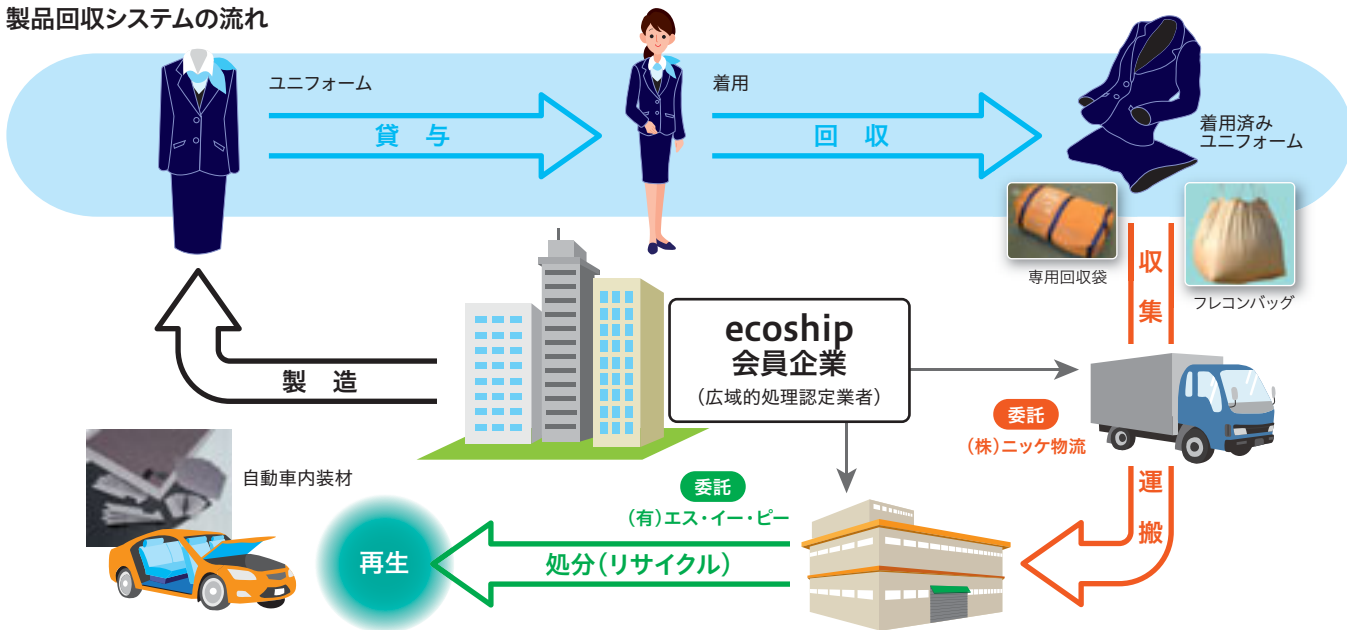 製品回収システムの流れ
ユニフォーム
貸与
着用
回収
着用済み
ユニフォーム
専用回収袋
フレコンバッグ
収集
ecoship
会員企業
(広域的処理認定業者)
製造
委託
(株)ニッケ物流
運搬
自動車内装材
委託
(有)エス・イー・ピー
処分(リサイクル)
再生